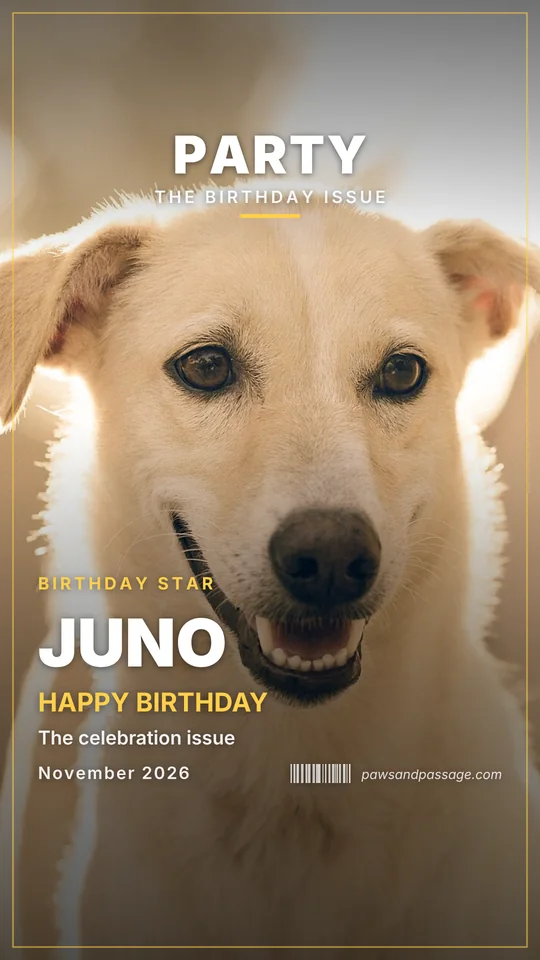 PARTY
THE BIRTHDAY ISSUE
BIRTHDAY STAR
JUNO
HAPPY BIRTHDAY
The celebration issue
November 2026
pawsandpassage.com